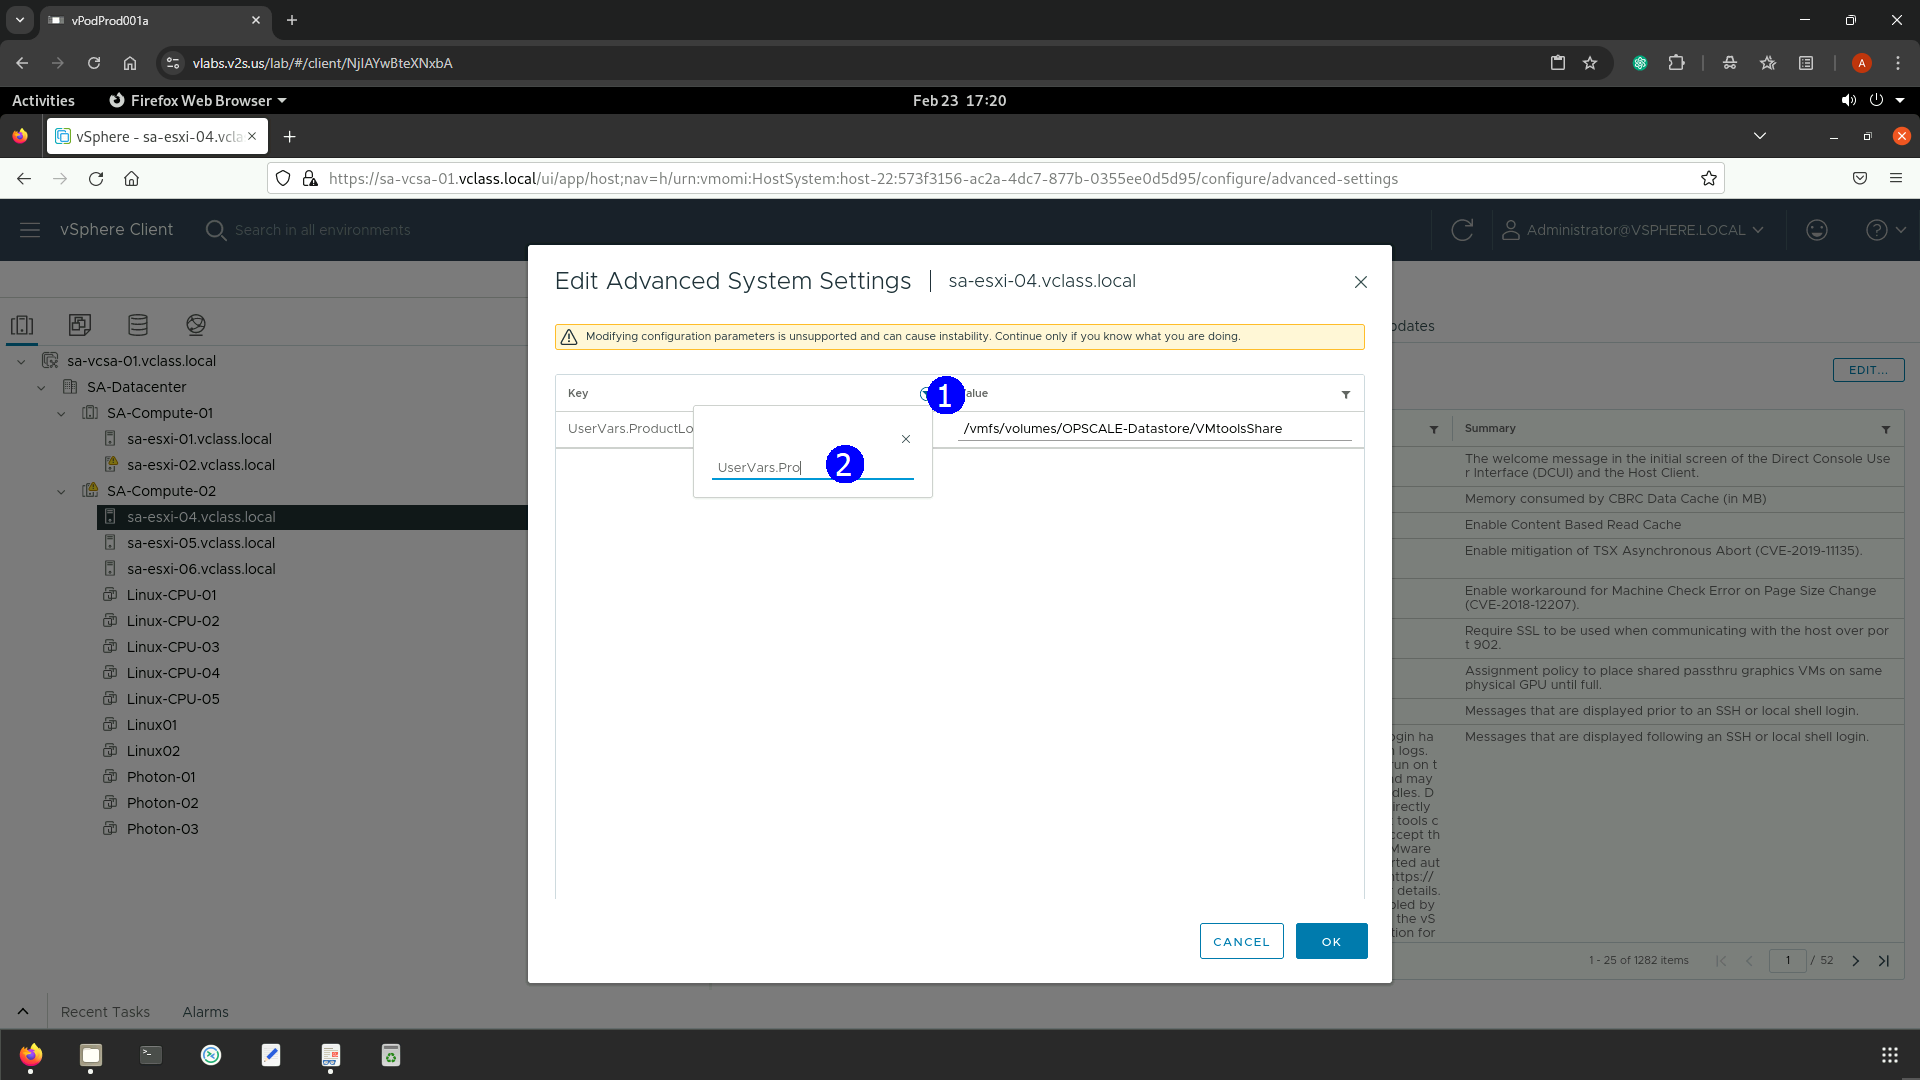 vPodProd001a
vlabs.v2s.us/lab/#/client/NjIAYwBteXNxbA
A
Activities
Firefox Web Browser
Feb 23 17:20
vSphere - sa-esxi-04.vcla
https://sa-vcsa-01.vclass.local/ui/app/host;nav=h/urn:vmomi:HostSystem:host-22:573f3156-ac2a-4dc7-877b-0355ee0d5d95/configure/advanced-settings
vSphere Client
Search in all environments
Administrator@VSPHERE.LOCAL
sa-vcsa-01.vclass.local
SA-Datacenter
SA-Compute-01
sa-esxi-01.vclass.local
sa-esxi-02.vclass.local
SA-Compute-02
sa-esxi-04.vclass.local
sa-esxi-05.vclass.local
sa-esxi-06.vclass.local
Linux-CPU-01
Linux-CPU-02
Linux-CPU-03
Linux-CPU-04
Linux-CPU-05
Linux01
Linux02
Photon-01
Photon-02
Photon-03
Edit Advanced System Settings | sa-esxi-04.vclass.local
Modifying configuration parameters is unsupported and can cause instability. Continue only if you know what you are doing.
Key
1
alue
UserVars.ProductLo
/vmfs/volumes/OPSCALE-Datastore/VMtoolsShare
UserVars.Pro
2
CANCEL
OK
pdates
EDIT...
Summary
The welcome message in the initial screen of the Direct Console Use
r Interface (DCUI) and the Host Client.
Memory consumed by CBRC Data Cache (in MB)
Enable Content Based Read Cache
Enable mitigation of TSX Asynchronous Abort (CVE-2019-11135).
Enable workaround for Machine Check Error on Page Size Change
(CVE-2018-12207).
Require SSL to be used when communicating with the host over por
t 902.
Assignment policy to place shared passthru graphics VMs on same
physical GPU until full.
Messages that are displayed prior to an SSH or local shell login.
ogin ha
Messages that are displayed following an SSH or local shell login.
logs.
run on t
d may
dles. D
irectly
tools c
ccept th
Mware
rted aut
ttps://
details.
bled by
the vS
tion for
1 - 25 of 1282 items
1 / 52
Recent Tasks
Alarms